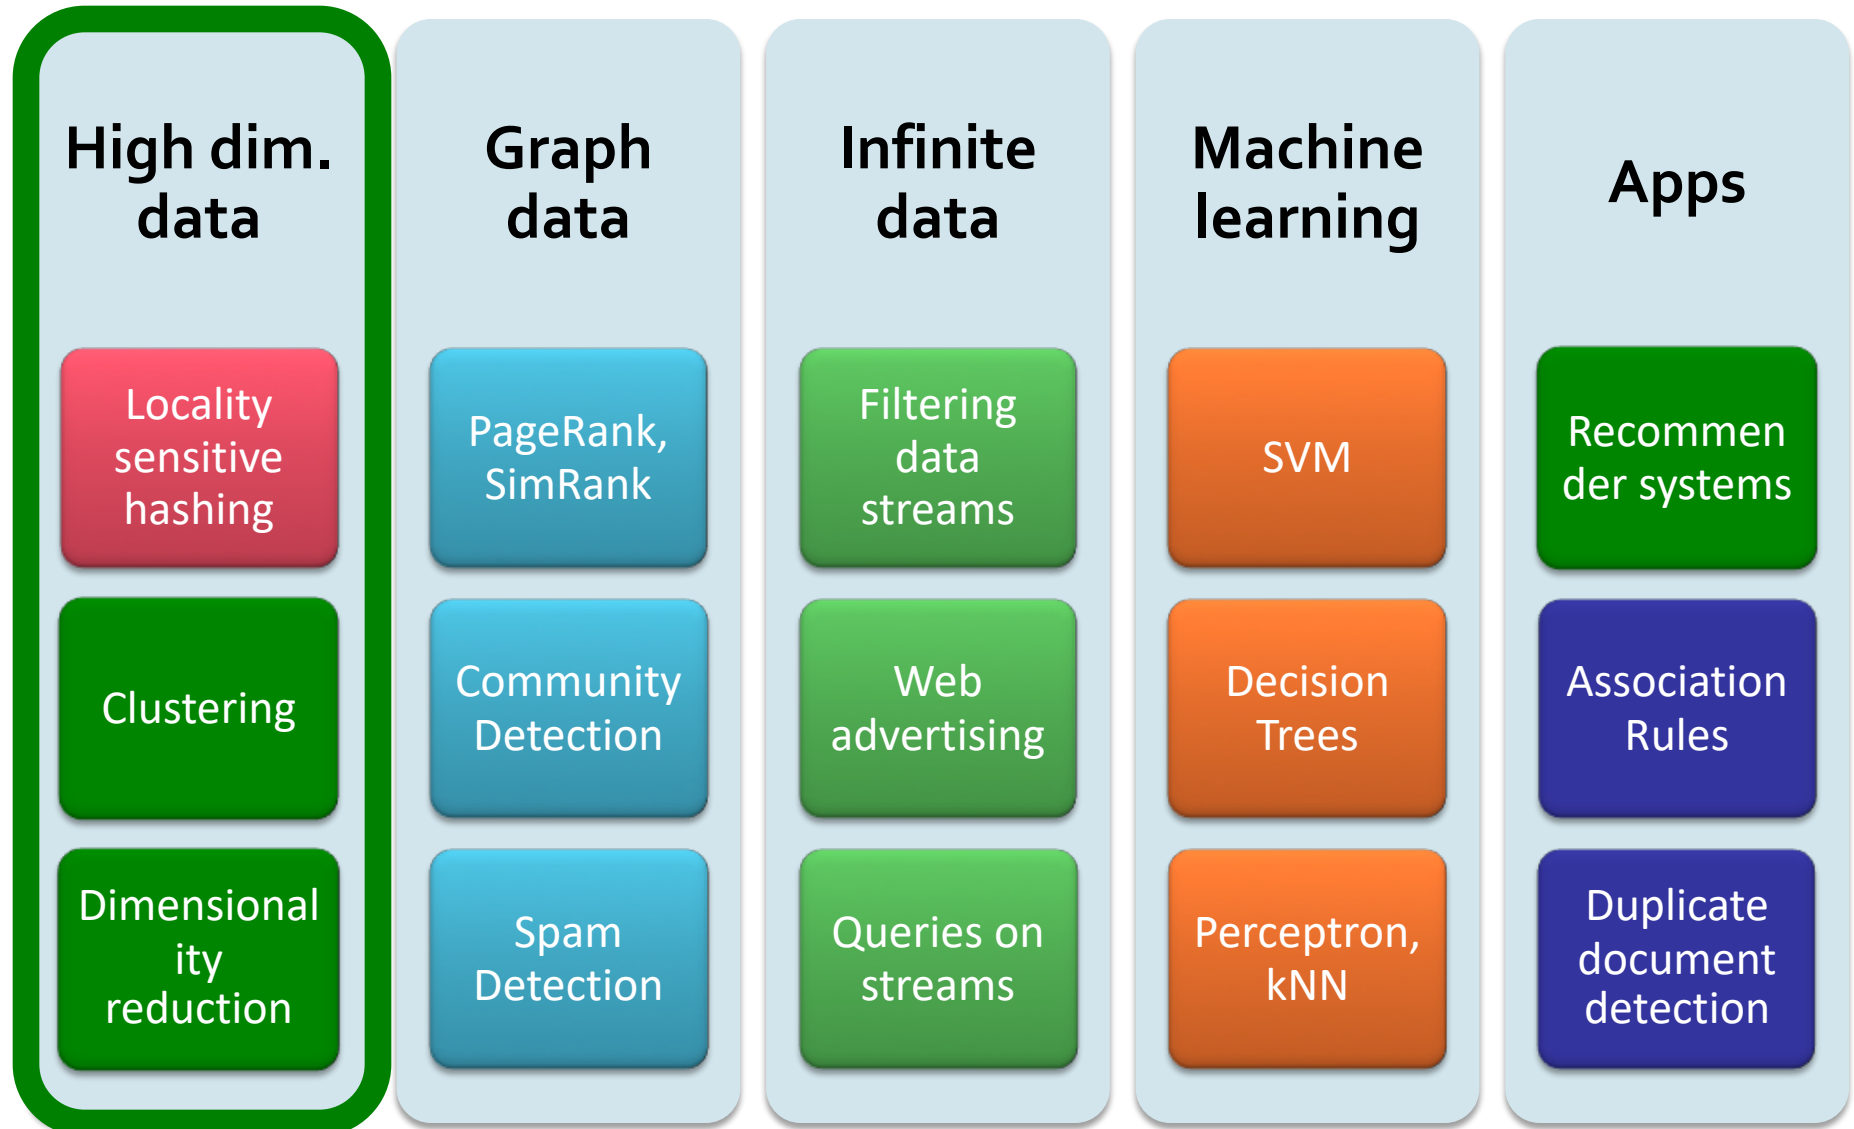 High dim.
data
Locality
sensitive
hashing
Clustering
Dimensional
ity
reduction
Graph
data
PageRank,
SimRank
Community
Detection
Spam
Detection
Infinite
data
Filtering
data
streams
Web
advertising
Queries on
streams
Machine
learning
SVM
Decision
Trees
Perceptron,
kNN
Apps
Recommen
der systems
Association
Rules
Duplicate
document
detection